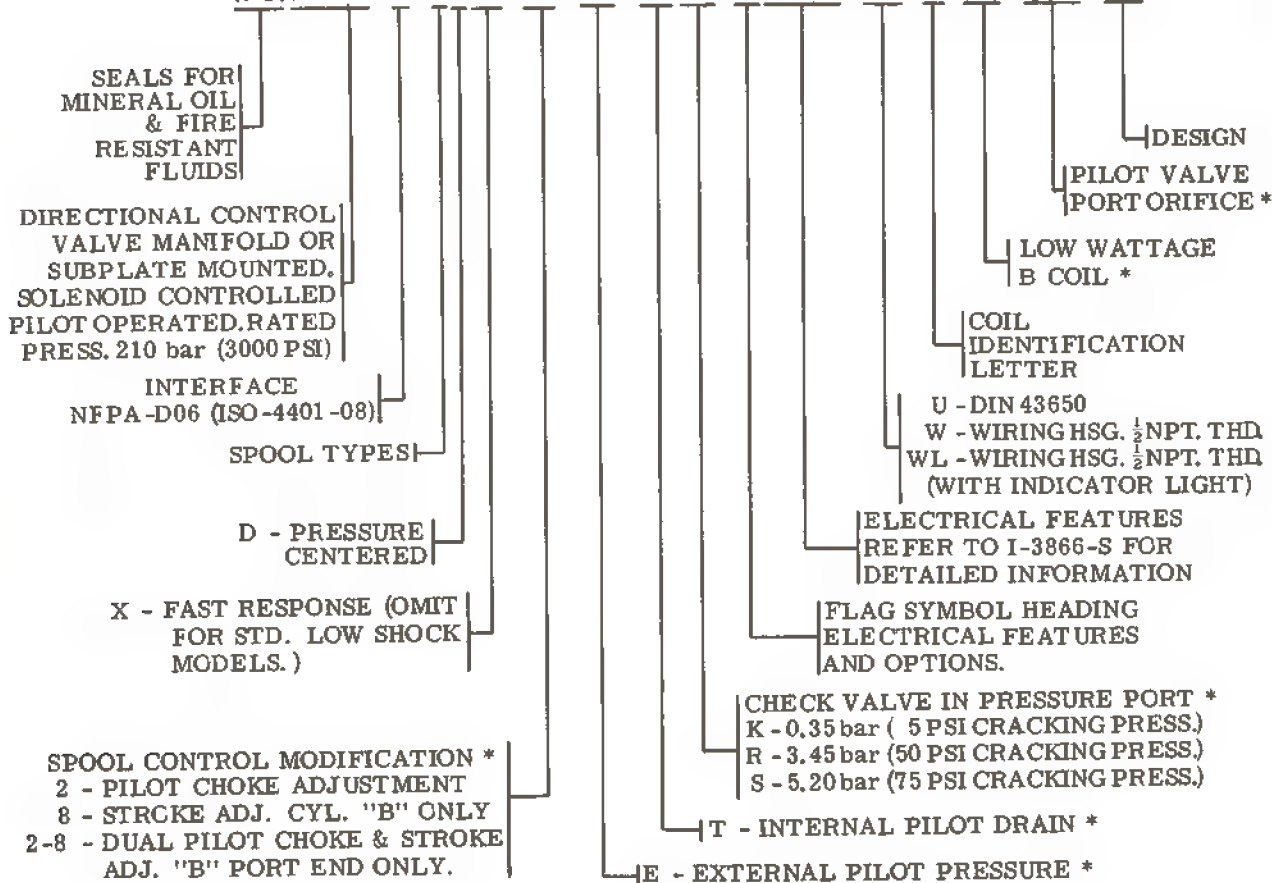 SEALS FOR
MINERAL OIL
& FIRE
RESISTANT
FLUIDS
DIRECTIONAL CONTROL
VALVE MANIFOLD OR
SUBPLATE MOUNTED.
SOLENOID CONTROLLED
PILOT OPERATED. RATED
PRESS. 210 bar (3000 PSI)
INTERFACE
NFPA-D06 (ISO-4401-08)
SPOOL TYPES
D - PRESSURE
CENTERED
X - FAST RESPONSE (OMIT
FOR STD. LOW SHOCK
MODELS.)
SPOOL CONTROL MODIFICATION *
2 - PILOT CHOKE ADJUSTMENT
8 - STROKE ADJ. CYL. "B" ONLY
2-8 - DUAL PILOT CHOKE & STROKE
ADJ. "B" PORT END ONLY.
DESIGN
PILOT VALVE
PORT ORIFICE *
LOW WATTAGE
B COIL *
COIL
IDENTIFICATION
LETTER
U - DIN 43650
W - WIRING HSG. ½ NPT. THD.
WL - WIRING HSG. ½ NPT. THD.
(WITH INDICATOR LIGHT)
ELECTRICAL FEATURES
REFER TO I-3866-S FOR
DETAILED INFORMATION
FLAG SYMBOL HEADING
ELECTRICAL FEATURES
AND OPTIONS.
CHECK VALVE IN PRESSURE PORT *
K - 0.35 bar ( 5 PSI CRACKING PRESS.)
R - 3.45 bar (50 PSI CRACKING PRESS.)
S - 5.20 bar (75 PSI CRACKING PRESS.)
T - INTERNAL PILOT DRAIN *
E - EXTERNAL PILOT PRESSURE *